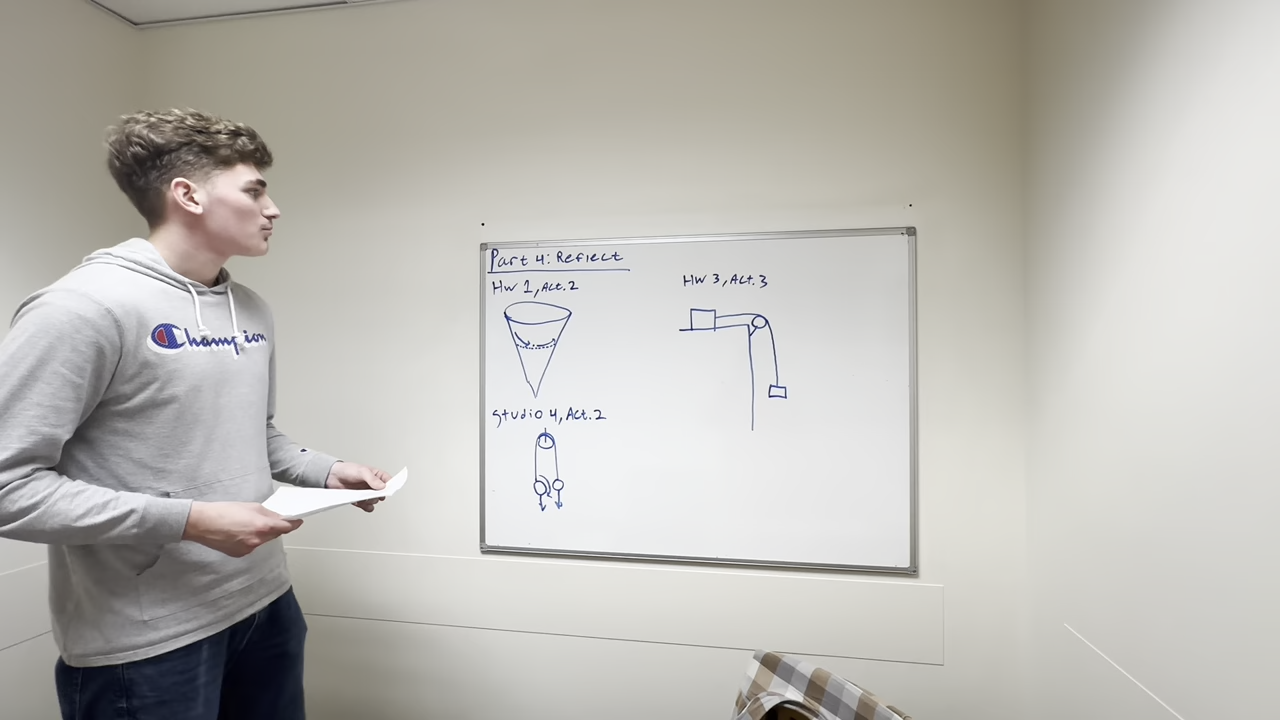 Champion
Part 4: Reflect
HW 1, Act. 2
HW 3, Act. 3
Studio 4, Act. 2